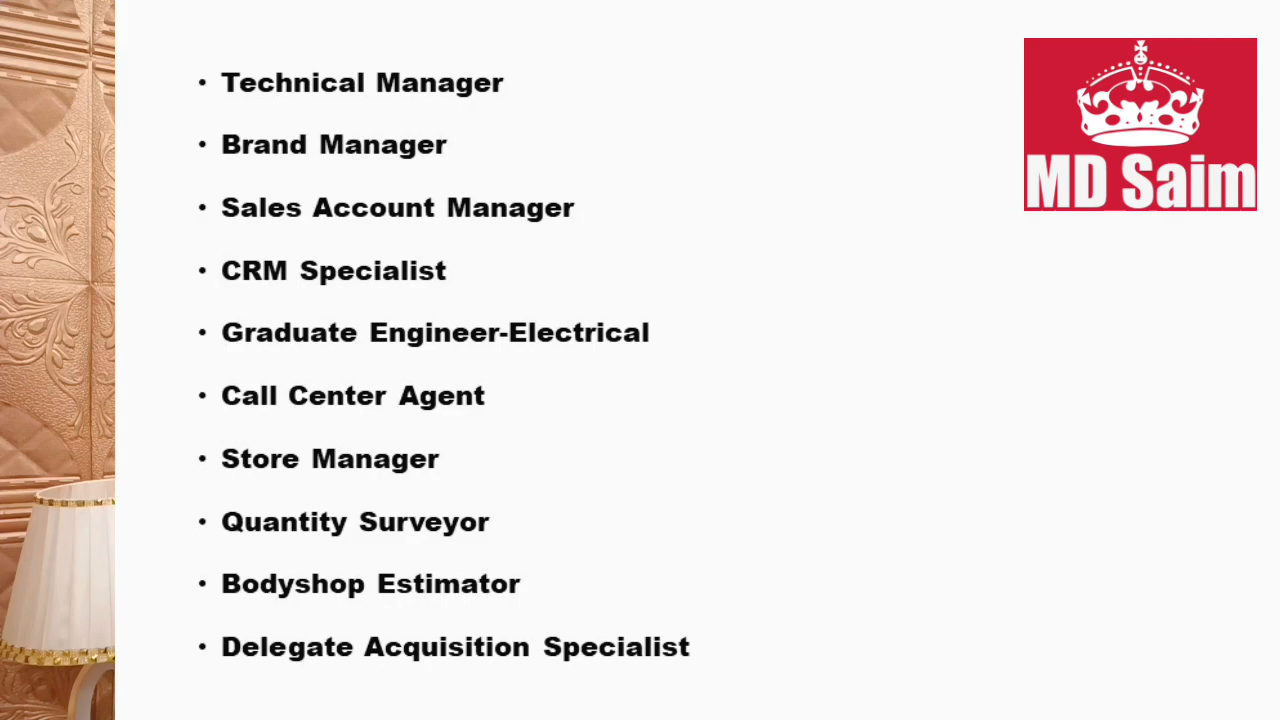 • Technical Manager
• Brand Manager
• Sales Account Manager
• CRM Specialist
• Graduate Engineer-Electrical
• Call Center Agent
• Store Manager
• Quantity Surveyor
• Bodyshop Estimator
• Delegate Acquisition Specialist
MD Saim